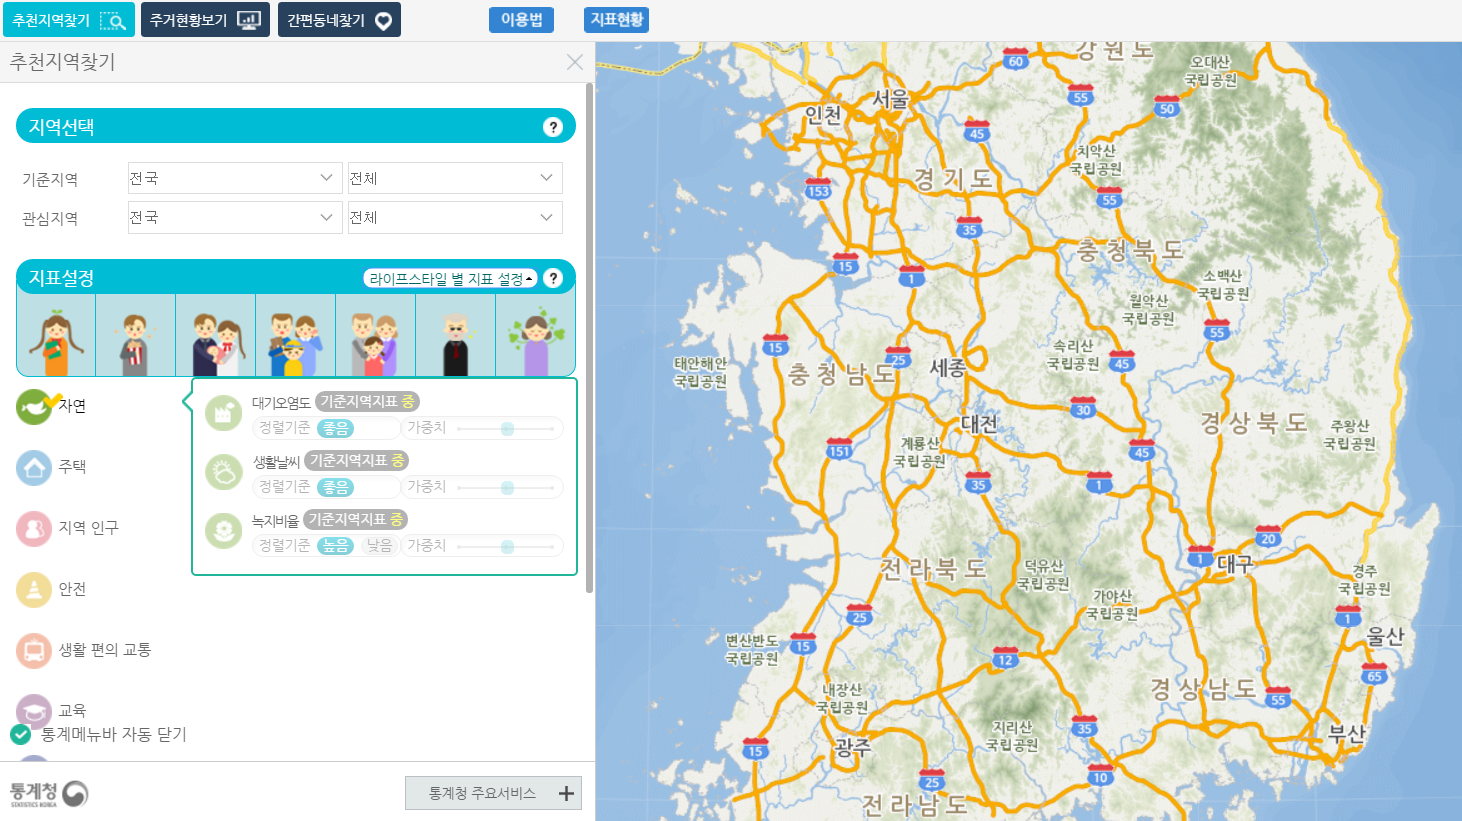 추천지역찾기
주거현황보기
간편동네찾기
이용법
지표현황
추천지역찾기
지역선택 ?
기준지역 전국 전체
관심지역 전국 전체
지표설정 라이프스타일 별 지표 설정 ?
자연
주택
지역 인구
안전
생활 편의 교통
교육
대기오염도 기준지역지표 중
정렬기준 좋음 가중치
생활날씨 기준지역지표 중
정렬기준 좋음 가중치
녹지비율 기준지역지표 중
정렬기준 높음 낮음 가중치
통계메뉴바 자동 닫기
통계청
STATISTICS KOREA
통계청 주요서비스
강원도
60
오대산
국립공원
서울
55
50
인천
45
치악산
국립공원
경기도
153
55
35
충청북도
15
1
소백산
국립공원
월악산
국립공원
55
15
속리산
국립공원
25
45
태안해안
국립공원
세종
충청남도
30
대전
경상북도
주왕산
국립공원
계룡산
국립공원
151
45
35
1
20
1
대구
전라북도
덕유산
국립공원
경주
국립공원
가야산
국립공원
25
1
변산반도
국립공원
15
울산
12
65
내장산
국립공원
경상남도
55
지리산
국립공원
35
부산
15
광주
25
10
전라남도